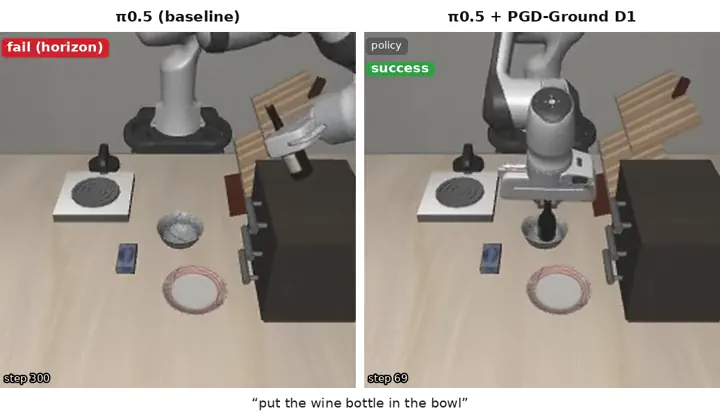 π0.5 (baseline)
π0.5 + PGD-Ground D1
fail (horizon)
policy
success
step 300
step 69
“put the wine bottle in the bowl”